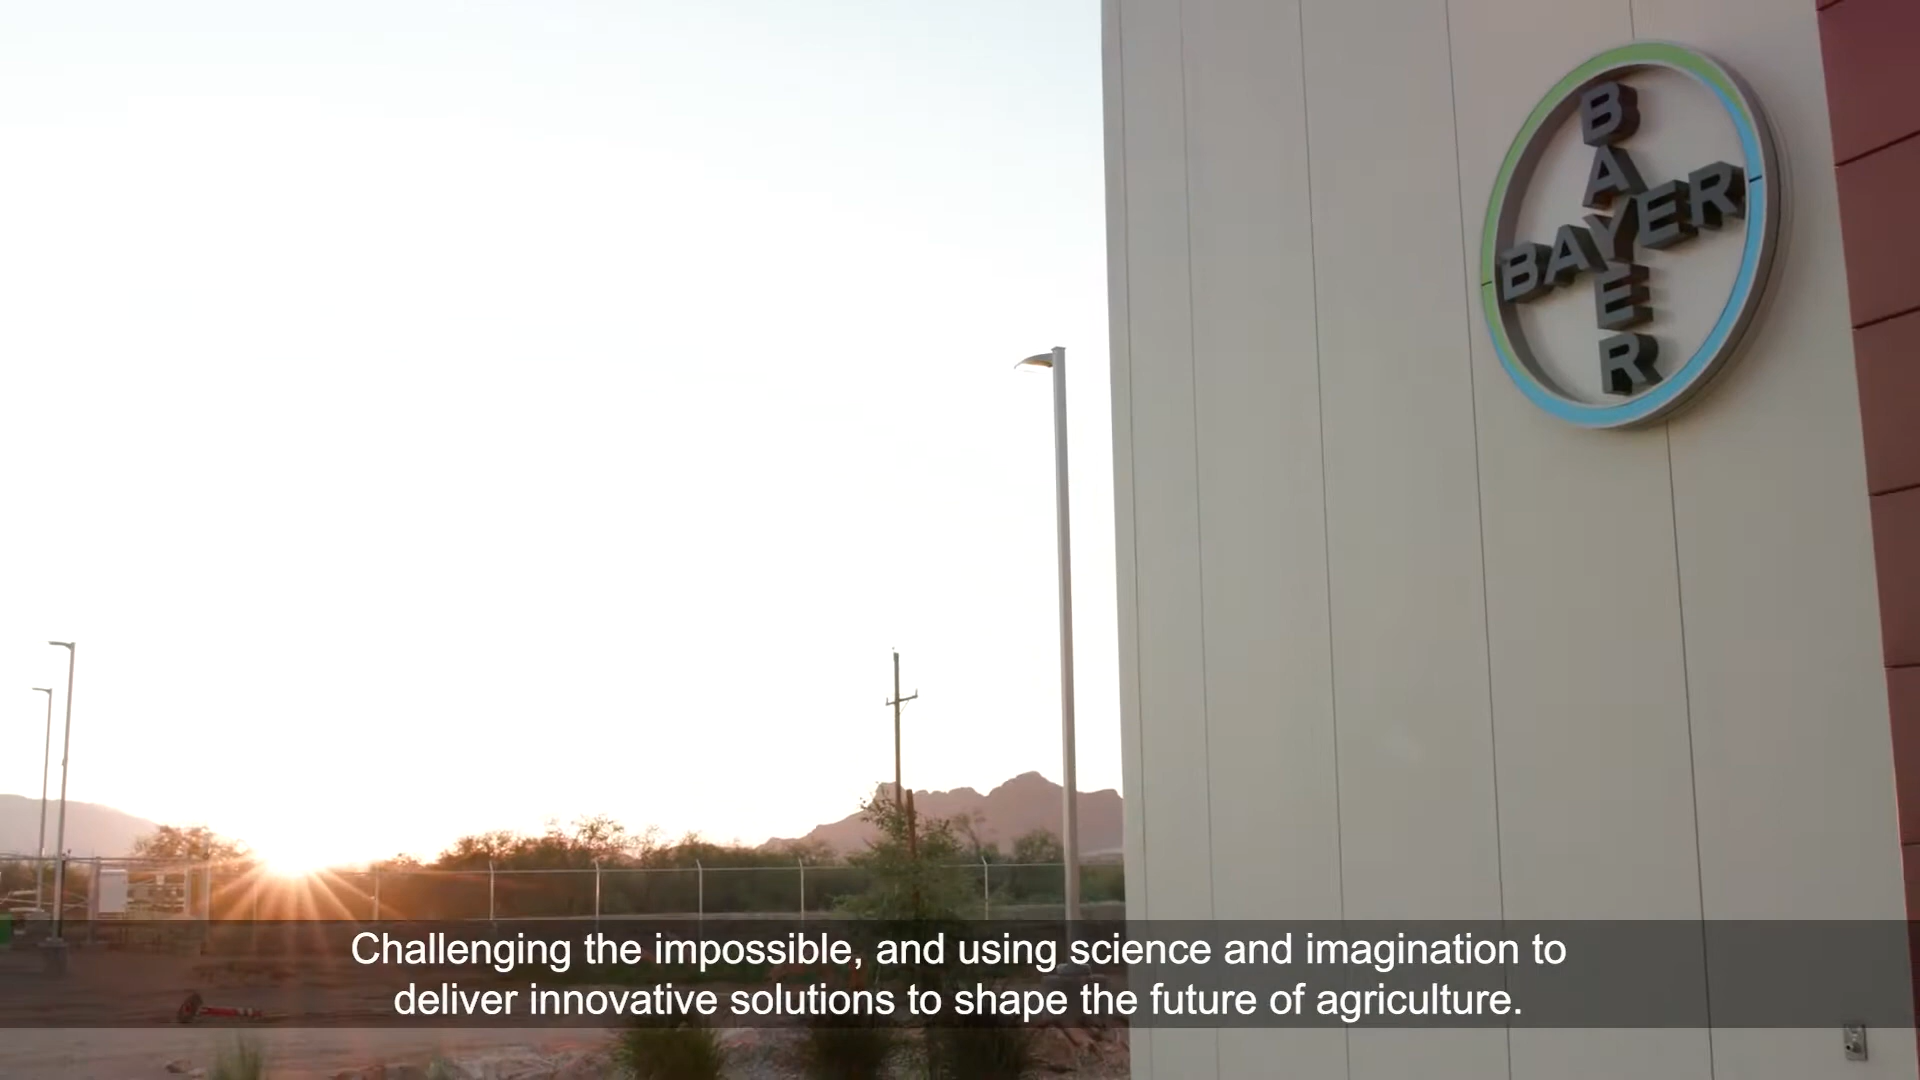 BAYER
BAYER
Challenging the impossible, and using science and imagination to
deliver innovative solutions to shape the future of agriculture.